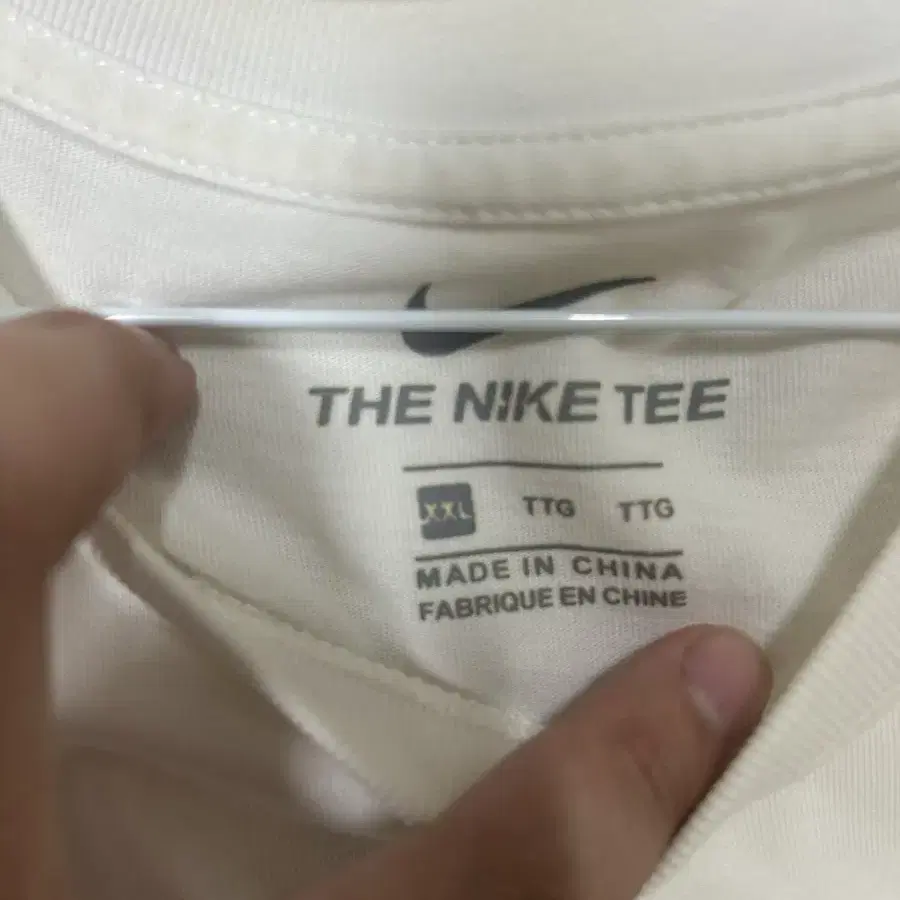 THE NIKE TEE
XXL TTG TTG
MADE IN CHINA
FABRIQUE EN CHINE